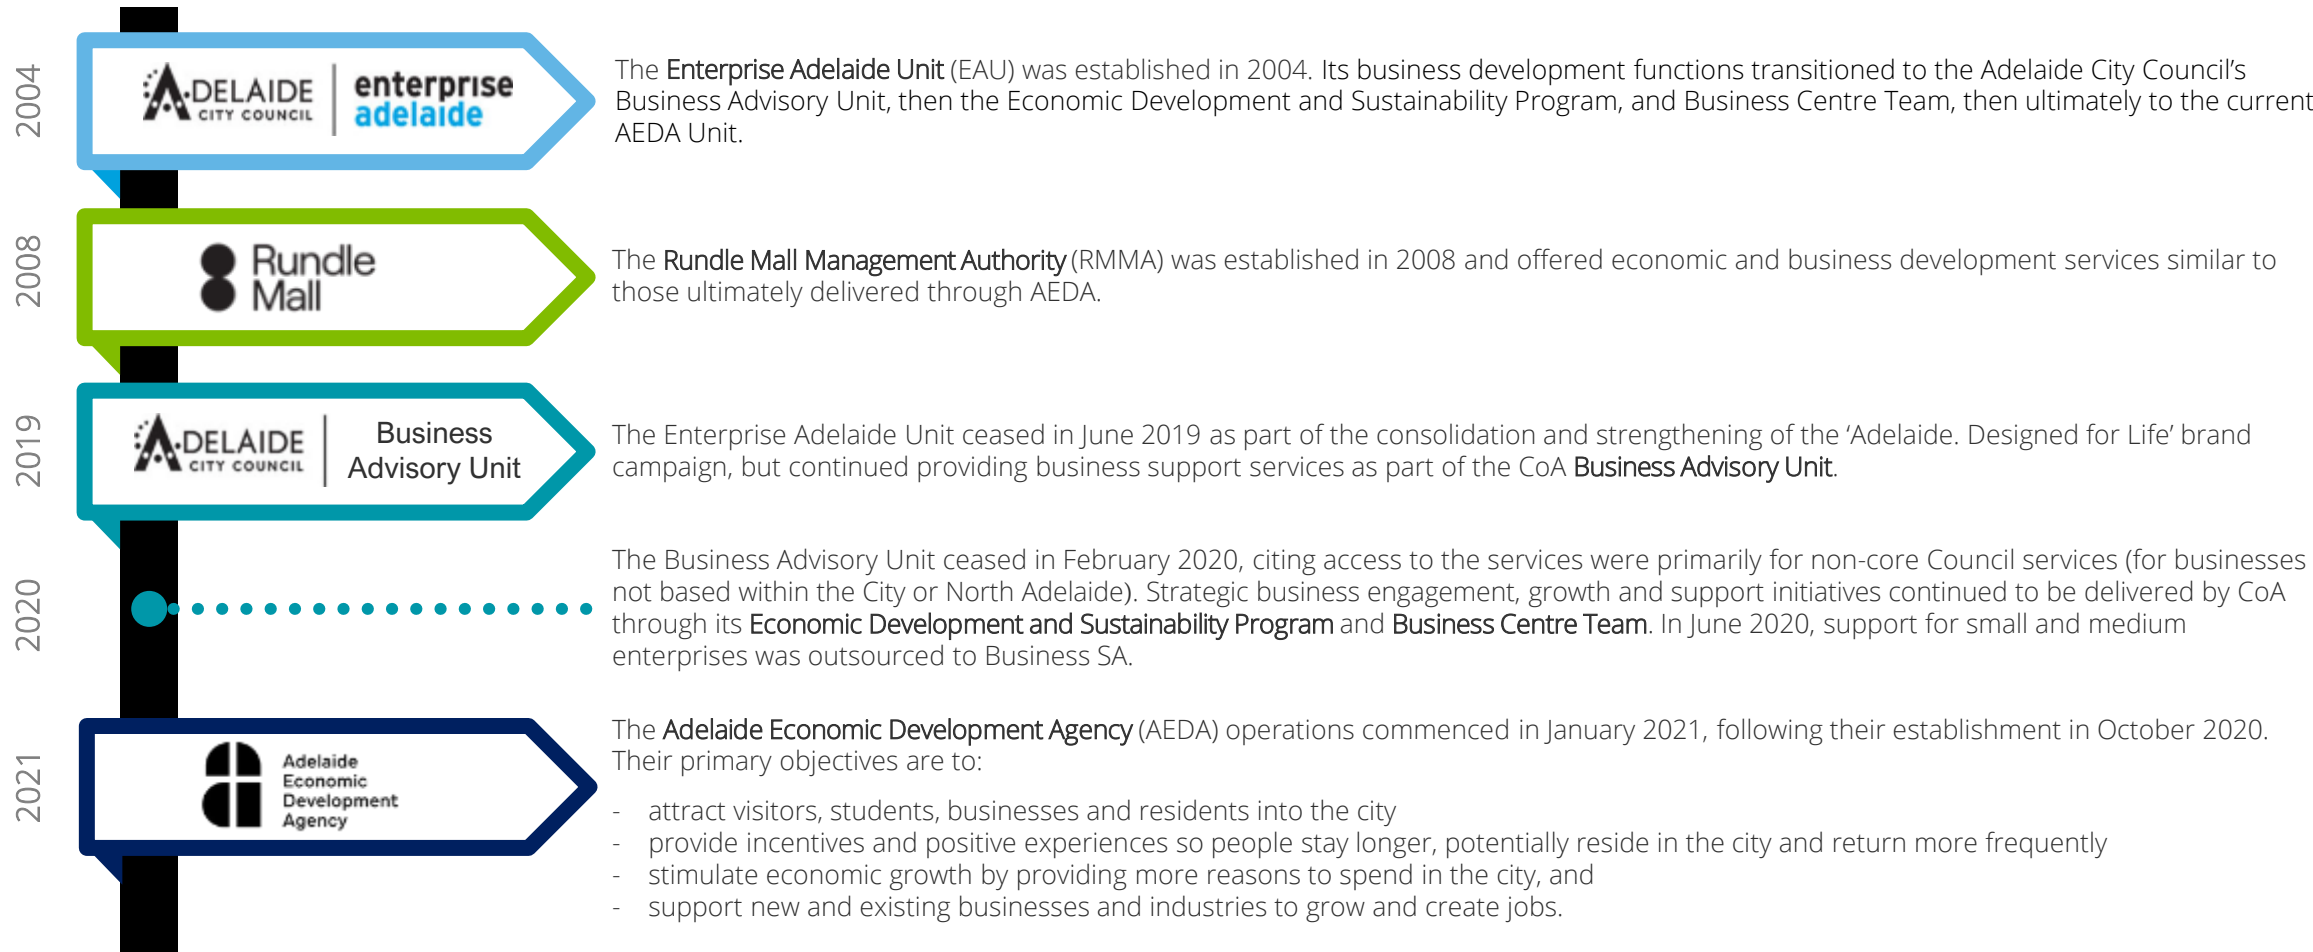 2004
ADELAIDE
CITY COUNCIL
enterprise
adelaide
The Enterprise Adelaide Unit (EAU) was established in 2004. Its business development functions transitioned to the Adelaide City Council’s
Business Advisory Unit, then the Economic Development and Sustainability Program, and Business Centre Team, then ultimately to the current
AEDA Unit.
2008
Rundle
Mall
The Rundle Mall Management Authority (RMMA) was established in 2008 and offered economic and business development services similar to
those ultimately delivered through AEDA.
2019
ADELAIDE
CITY COUNCIL
Business
Advisory Unit
The Enterprise Adelaide Unit ceased in June 2019 as part of the consolidation and strengthening of the ‘Adelaide. Designed for Life’ brand
campaign, but continued providing business support services as part of the CoA Business Advisory Unit.
2020
The Business Advisory Unit ceased in February 2020, citing access to the services were primarily for non-core Council services (for businesses
not based within the City or North Adelaide). Strategic business engagement, growth and support initiatives continued to be delivered by CoA
through its Economic Development and Sustainability Program and Business Centre Team. In June 2020, support for small and medium
enterprises was outsourced to Business SA.
2021
Adelaide
Economic
Development
Agency
The Adelaide Economic Development Agency (AEDA) operations commenced in January 2021, following their establishment in October 2020.
Their primary objectives are to:
- attract visitors, students, businesses and residents into the city
- provide incentives and positive experiences so people stay longer, potentially reside in the city and return more frequently
- stimulate economic growth by providing more reasons to spend in the city, and
- support new and existing businesses and industries to grow and create jobs.